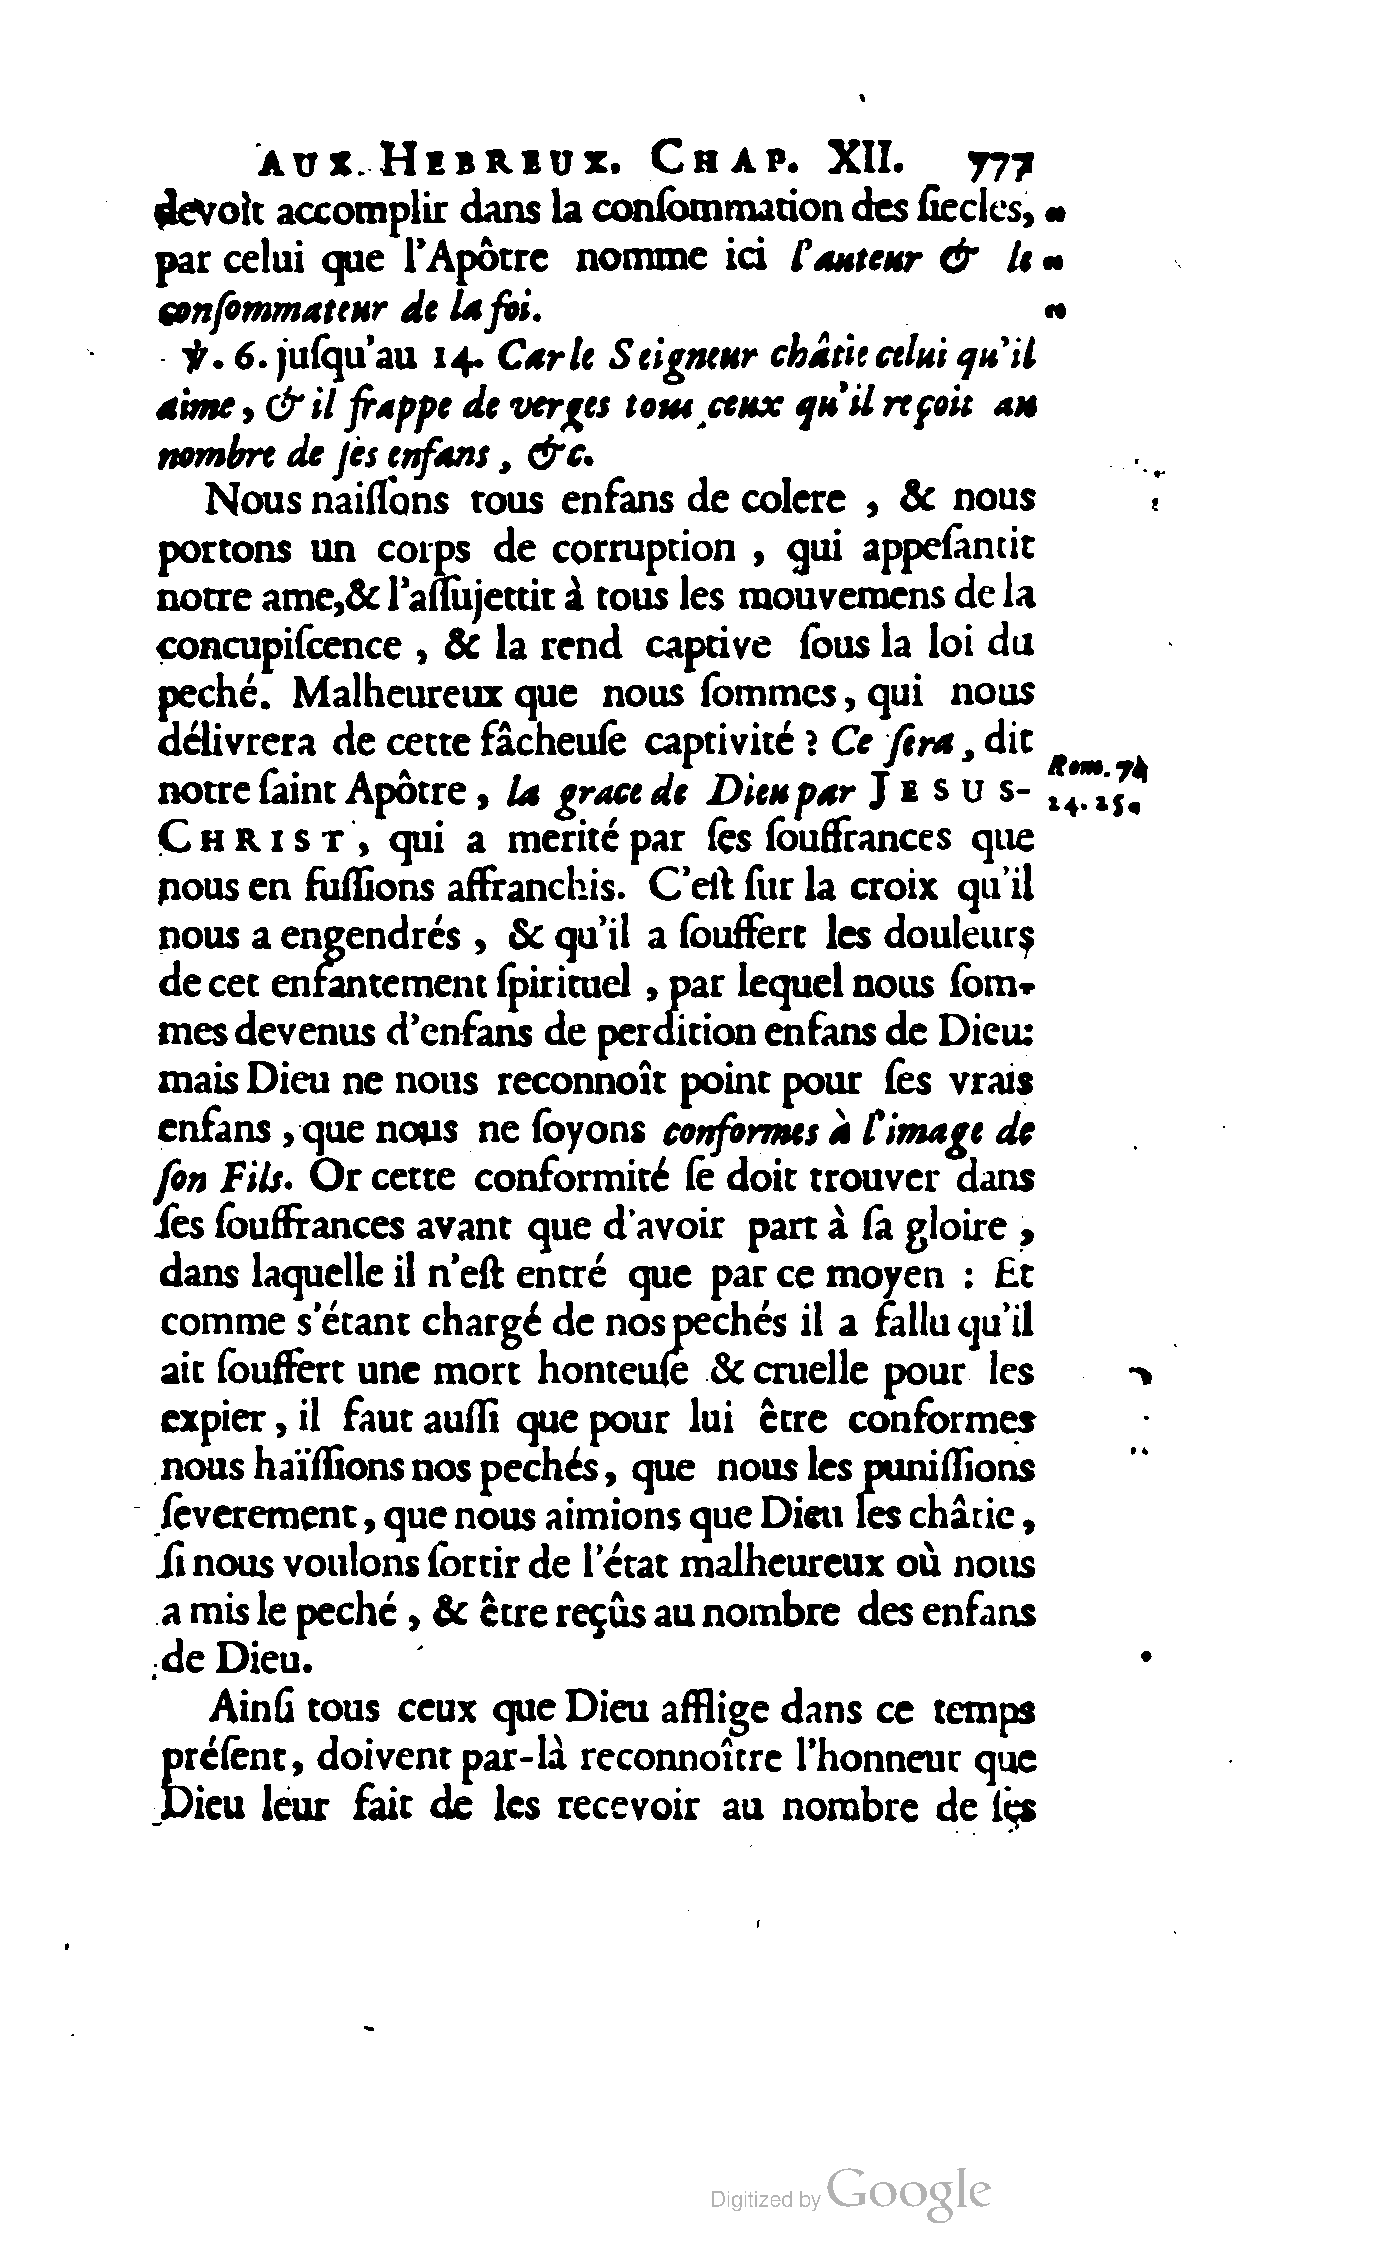 AUX HEBREUX. CHAP. XII. 777
devoit accomplir dans la conſommation des ſiecles, "
par celui que l'Apôtre nomme ici l'auteur & le "
conſommateur de la foi. "
℣. 6. juſqu'au 14. Car le Seigneur châtie celui qu'il
aime, & il frappe de verges tous ceux qu'il reçoit au
nombre de ſes enfans, &c.
Nous naiſſons tous enfans de colere, & nous
portons un corps de corruption, qui appeſantit
notre ame, & l'aſſujettit à tous les mouvemens de la
concupiſcence, & la rend captive ſous la loi du
peché. Malheureux que nous ſommes, qui nous
délivrera de cette fâcheuſe captivité ? Ce ſera, dit
notre ſaint Apôtre, la grace de Dieu par JESUS-
CHRIST, qui a merité par ſes ſouffrances que
nous en fuſſions affranchis. C'eſt ſur la croix qu'il
nous a engendrés, & qu'il a ſouffert les douleurs
de cet enfantement ſpirituel, par lequel nous ſom-
mes devenus d'enfans de perdition enfans de Dieu:
mais Dieu ne nous reconnoît point pour ſes vrais
enfans, que nous ne ſoyons conformes à l'image de
ſon Fils. Or cette conformité ſe doit trouver dans
ſes ſouffrances avant que d'avoir part à ſa gloire,
dans laquelle il n'eſt entré que par ce moyen : Et
comme s'étant chargé de nos pechés il a fallu qu'il
ait ſouffert une mort honteuſe & cruelle pour les
expier, il faut auſſi que pour lui être conformes
nous haïſſions nos pechés, que nous les puniſſions
ſeverement, que nous aimions que Dieu les châtie,
ſi nous voulons ſortir de l'état malheureux où nous
a mis le peché, & être reçûs au nombre des enfans
de Dieu.
Ainſi tous ceux que Dieu afflige dans ce temps
préſent, doivent par-là reconnoître l'honneur que
Dieu leur fait de les recevoir au nombre de ſes
Rom. 7.
24. 25.
Digitized by Google